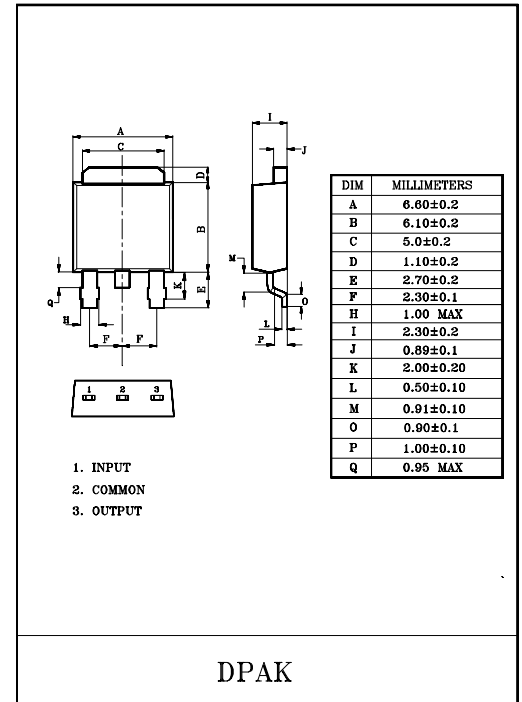 A
C
D
B
E
K
Q
H
F F
I
J
M
O
L
P
1 2 3
1. INPUT
2. COMMON
3. OUTPUT
DIM MILLIMETERS
A 6.60±0.2
B 6.10±0.2
C 5.0±0.2
D 1.10±0.2
E 2.70±0.2
F 2.30±0.1
H 1.00 MAX
I 2.30±0.2
J 0.89±0.1
K 2.00±0.20
L 0.50±0.10
M 0.91±0.10
O 0.90±0.1
P 1.00±0.10
Q 0.95 MAX
DPAK